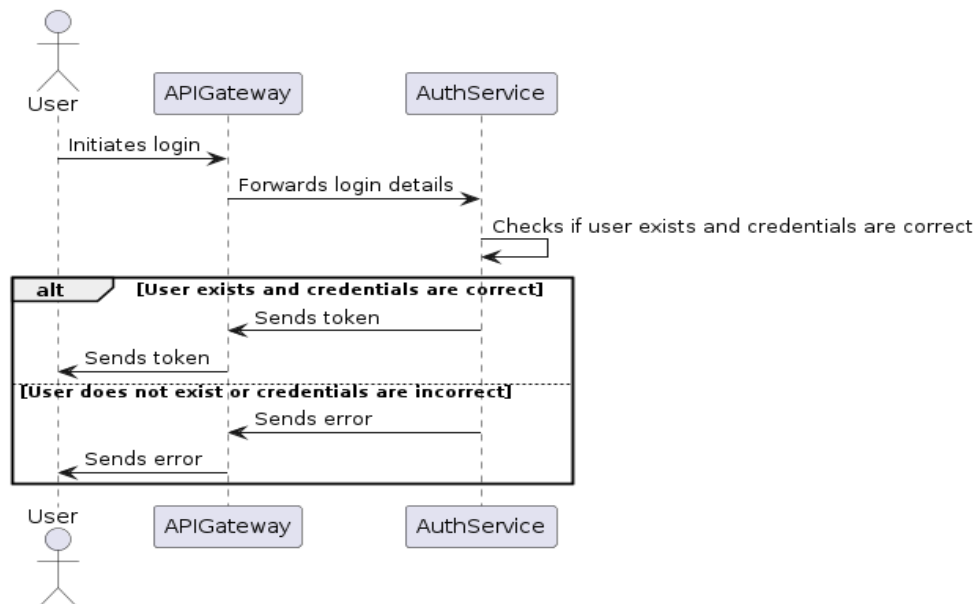 User
APIGateway
AuthService
Initiates login
Forwards login details
Checks if user exists and credentials are correct
alt
[User exists and credentials are correct]
Sends token
Sends token
[User does not exist or credentials are incorrect]
Sends error
Sends error
User
APIGateway
AuthService